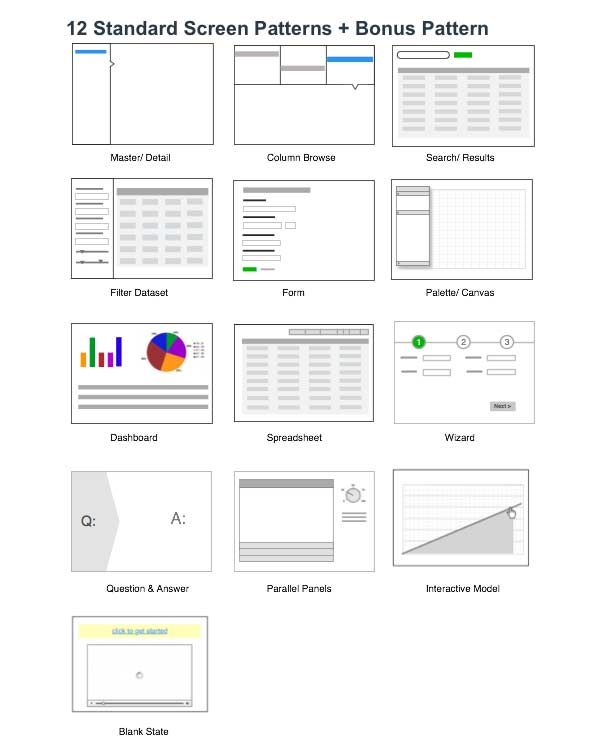 12 Standard Screen Patterns + Bonus Pattern
Master/ Detail
Column Browse
Search/ Results
Filter Dataset
Form
Palette/ Canvas
1 2 3
Next >
Dashboard
Spreadsheet
Wizard
Q:
A:
Question & Answer
Parallel Panels
Interactive Model
click to get started
Blank State